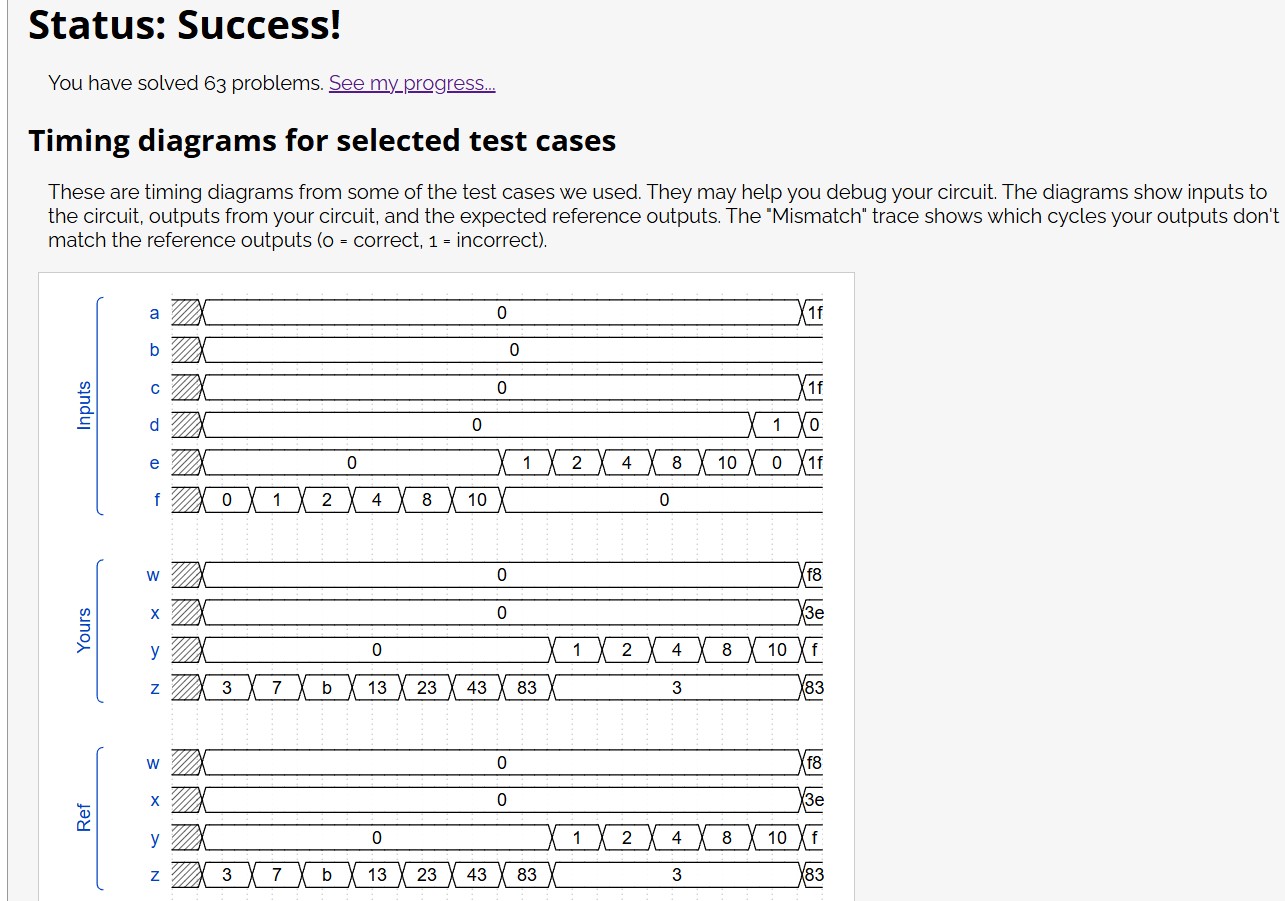 Status: Success!
You have solved 63 problems. See my progress...
Timing diagrams for selected test cases
These are timing diagrams from some of the test cases we used. They may help you debug your circuit. The diagrams show inputs to
the circuit, outputs from your circuit, and the expected reference outputs. The "Mismatch" trace shows which cycles your outputs don't
match the reference outputs (0 = correct, 1 = incorrect).
Inputs
a 0 1f
b 0
c 0 1f
d 0 1 0
e 0 1 2 4 8 10 0 1f
f 0 1 2 4 8 10 0
Yours
w 0 f8
x 0 3e
y 0 1 2 4 8 10 f
z 3 7 b 13 23 43 83 3 83
Ref
w 0 f8
x 0 3e
y 0 1 2 4 8 10 f
z 3 7 b 13 23 43 83 3 83